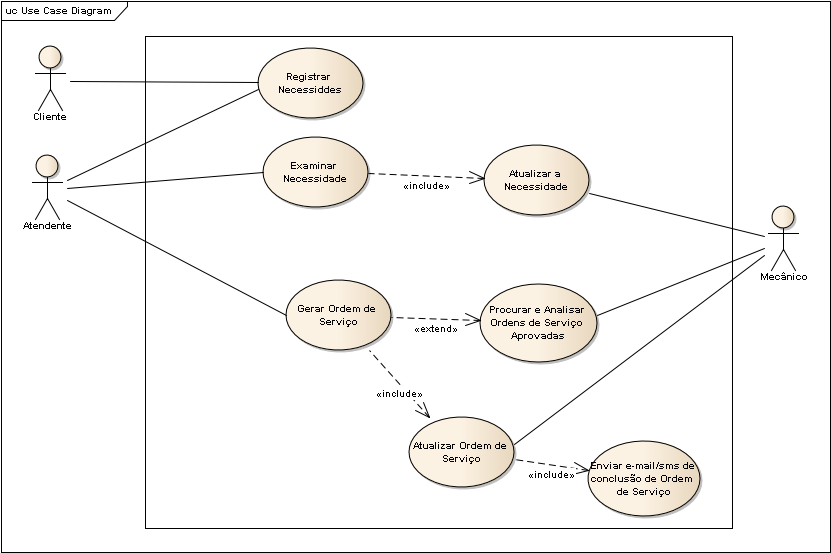 uc Use Case Diagram
Cliente
Registrar
Necessiddes
Atendente
Examinar
Necessidade
«include»
Atualizar a
Necessidade
Mecânico
Gerar Ordem de
Serviço
«extend»
Procurar e Analisar
Ordens de Serviço
Aprovadas
«include»
Atualizar Ordem de
Serviço
«include»
Enviar e-mail/sms de
conclusão de Ordem
de Serviço